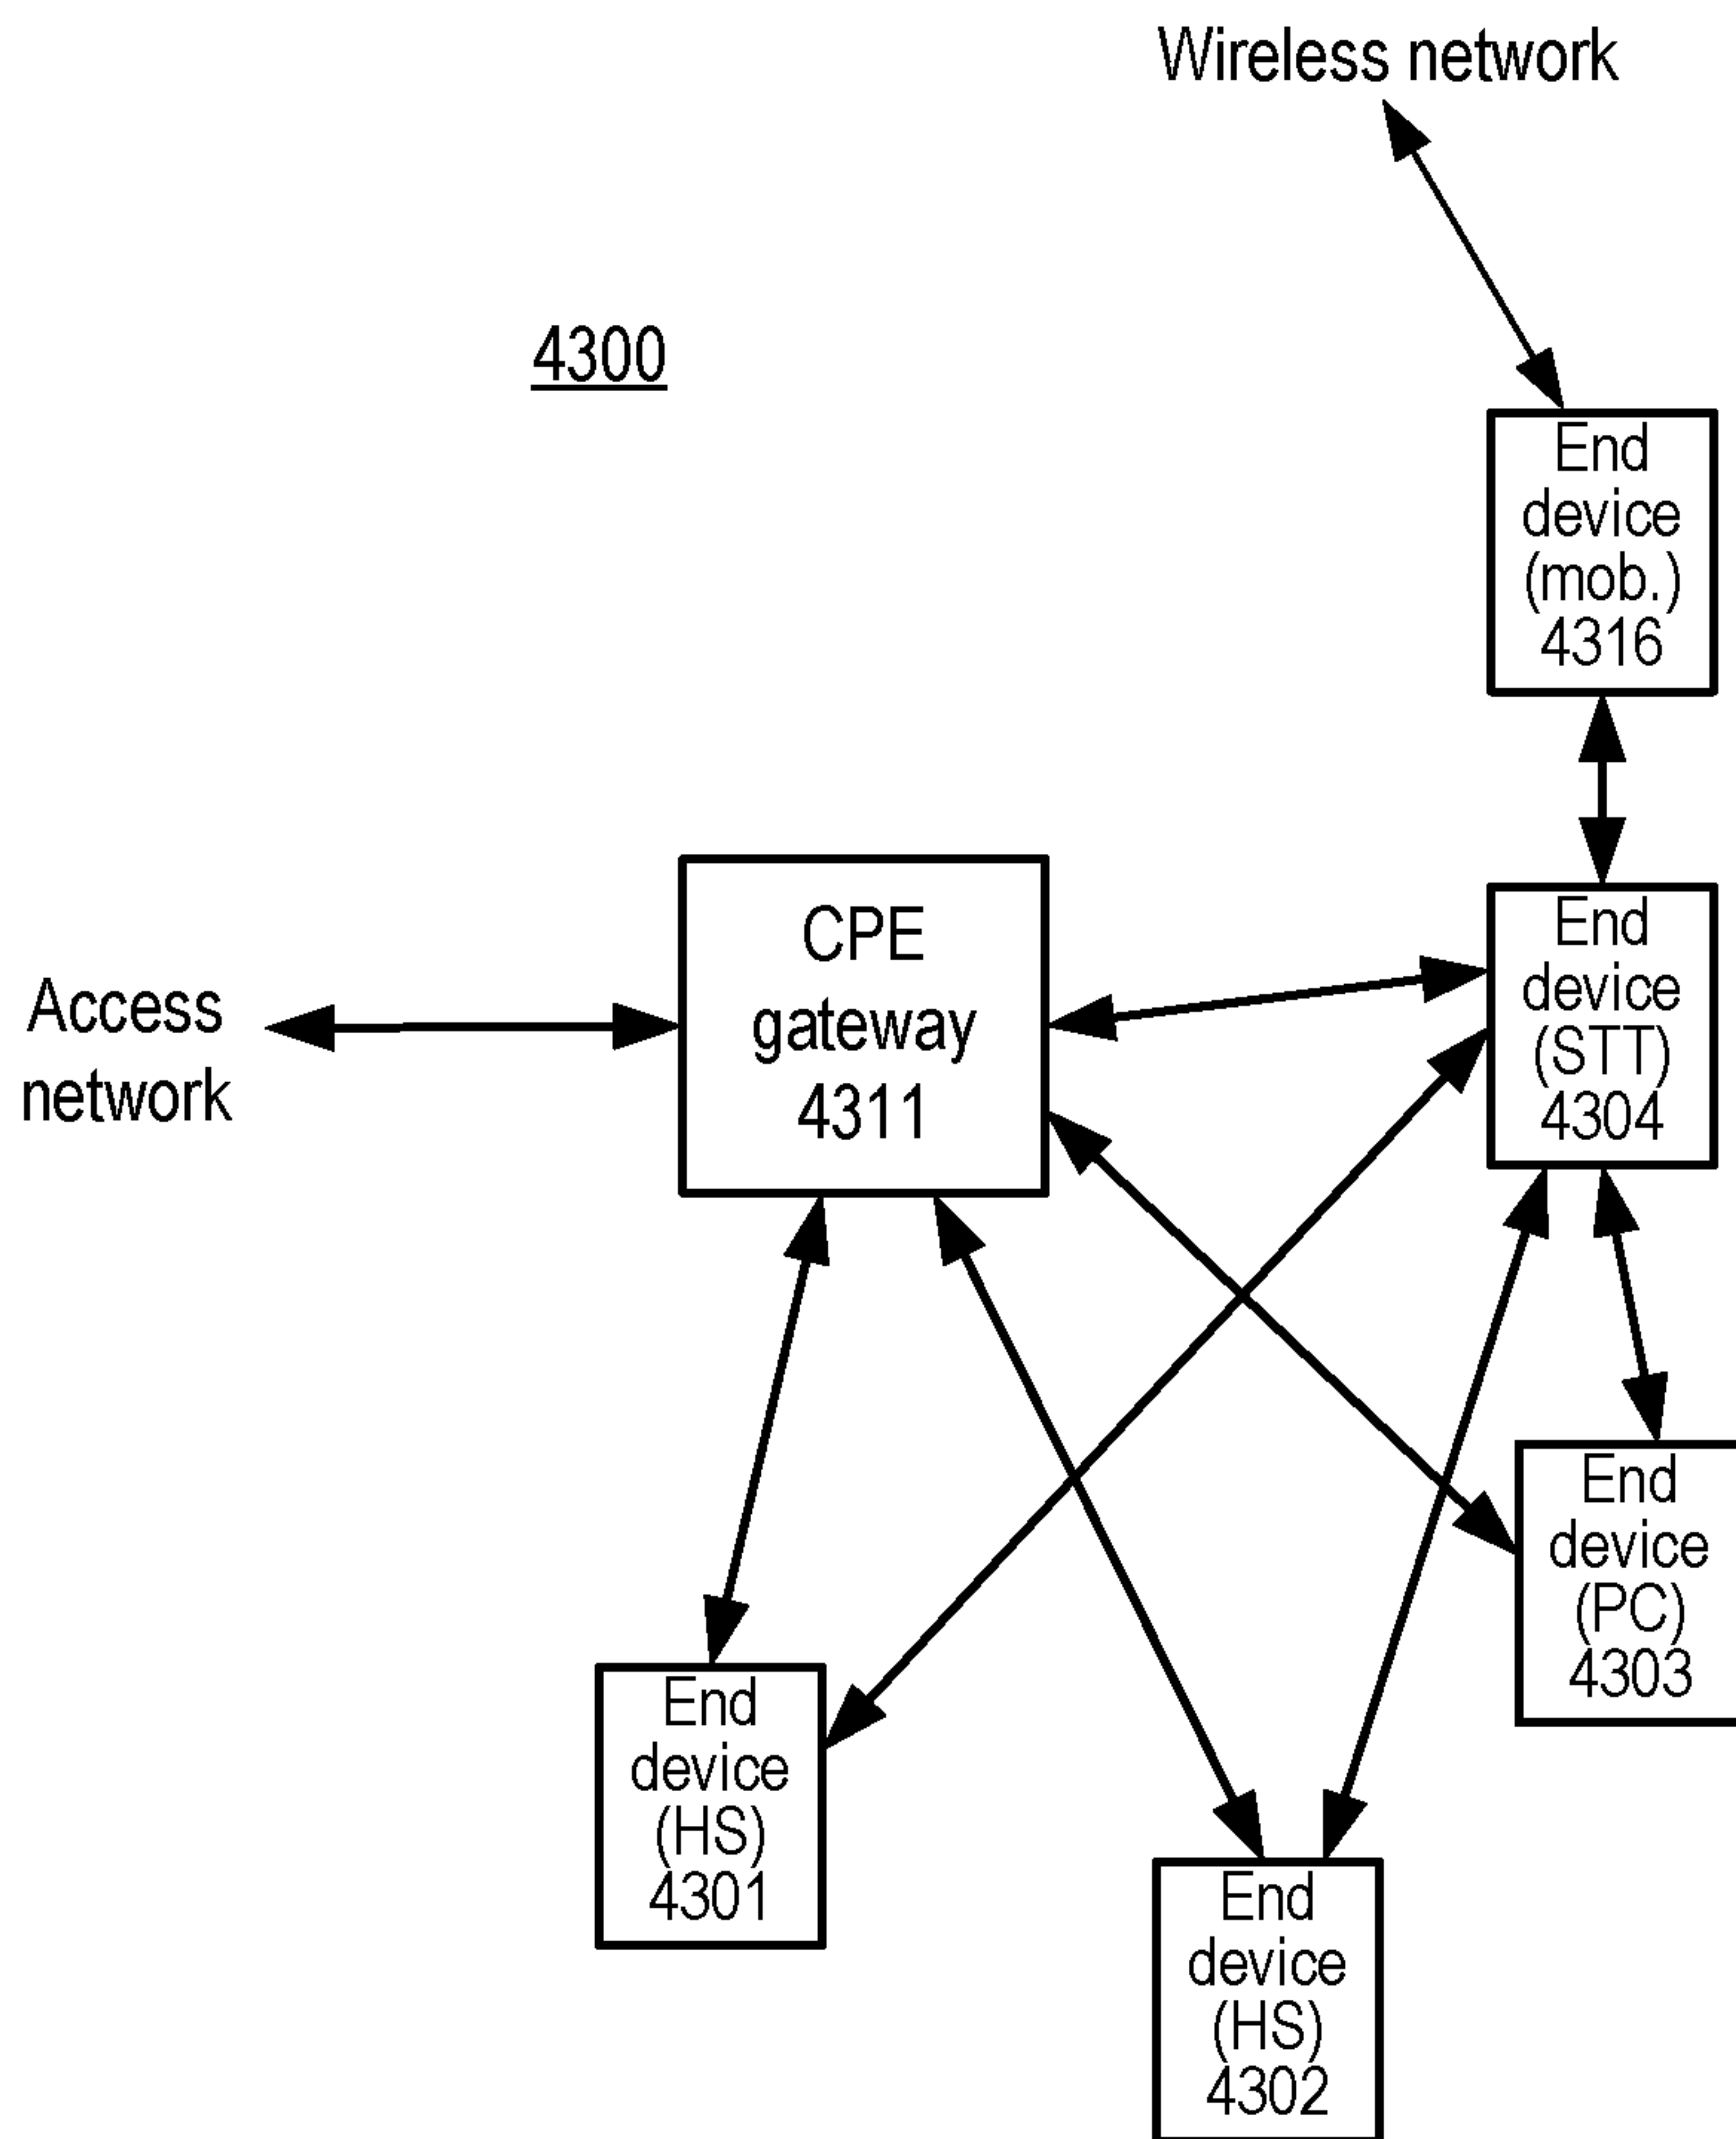 Wireless network
4300
End
device
(mob.)
4316
CPE
gateway
4311
End
device
(STT)
4304
Access
network
End
device
(PC)
4303
End
device
(HS)
4301
End
device
(HS)
4302